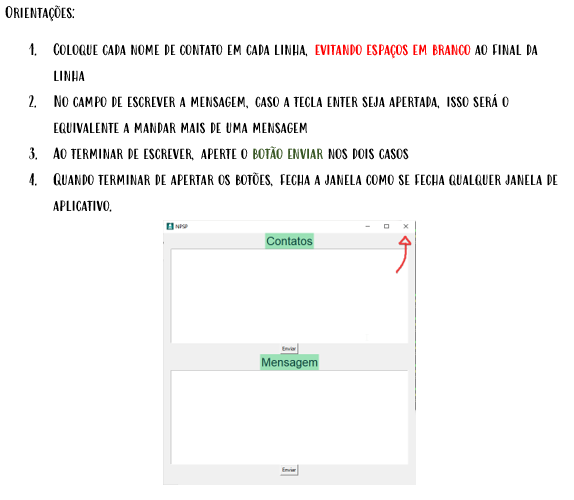 Orientações:
1. Coloque cada nome de contato em cada linha, evitando espaços em branco ao final da
linha
2. No campo de escrever a mensagem, caso a tecla enter seja apertada, isso será o
equivalente a mandar mais de uma mensagem
3. Ao terminar de escrever, aperte o botão enviar nos dois casos
4. Quando terminar de apertar os botões, fecha a janela como se fecha qualquer janela de
aplicativo.
NPSP
Contatos
Enviar
Mensagem
Enviar